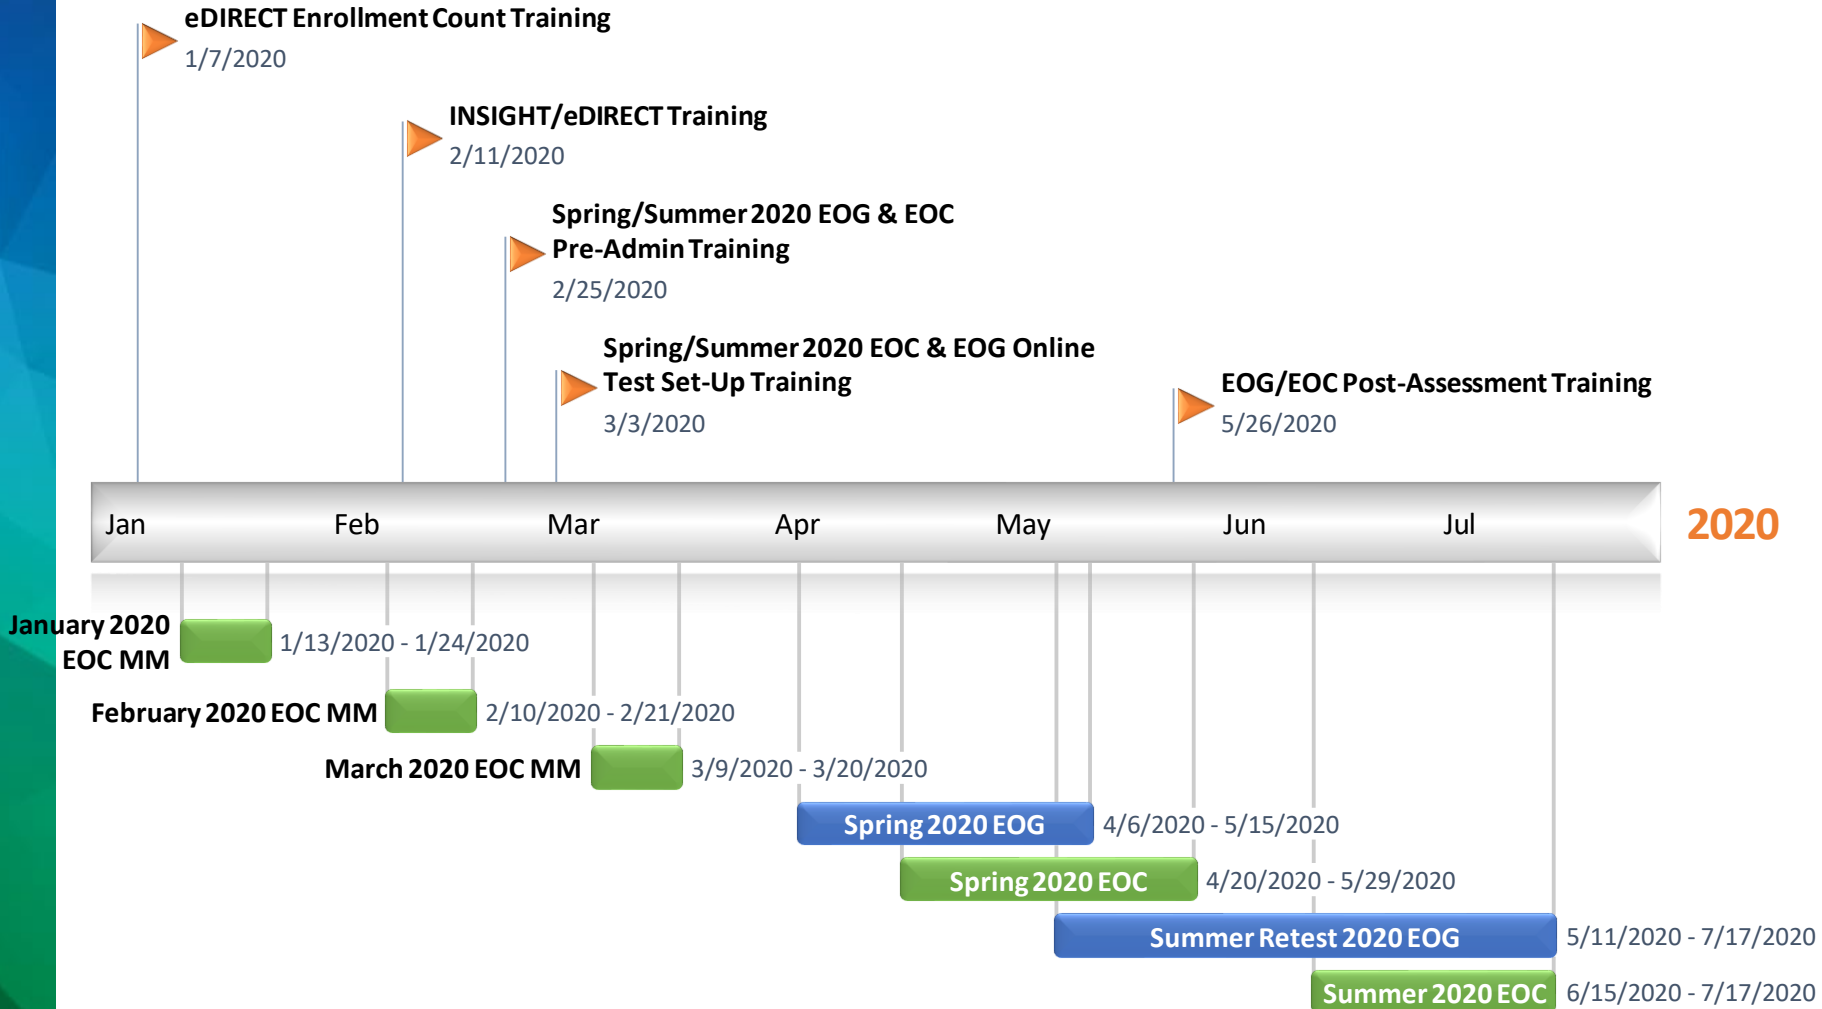 eDIRECT Enrollment Count Training
1/7/2020
INSIGHT/eDIRECT Training
2/11/2020
Spring/Summer 2020 EOG & EOC
Pre-Admin Training
2/25/2020
Spring/Summer 2020 EOC & EOG Online
Test Set-Up Training
3/3/2020
EOG/EOC Post-Assessment Training
5/26/2020
Jan Feb Mar Apr May Jun Jul 2020
January 2020
EOC MM
1/13/2020 - 1/24/2020
February 2020 EOC MM 2/10/2020 - 2/21/2020
March 2020 EOC MM 3/9/2020 - 3/20/2020
Spring 2020 EOG 4/6/2020 - 5/15/2020
Spring 2020 EOC 4/20/2020 - 5/29/2020
Summer Retest 2020 EOG 5/11/2020 - 7/17/2020
Summer 2020 EOC 6/15/2020 - 7/17/2020